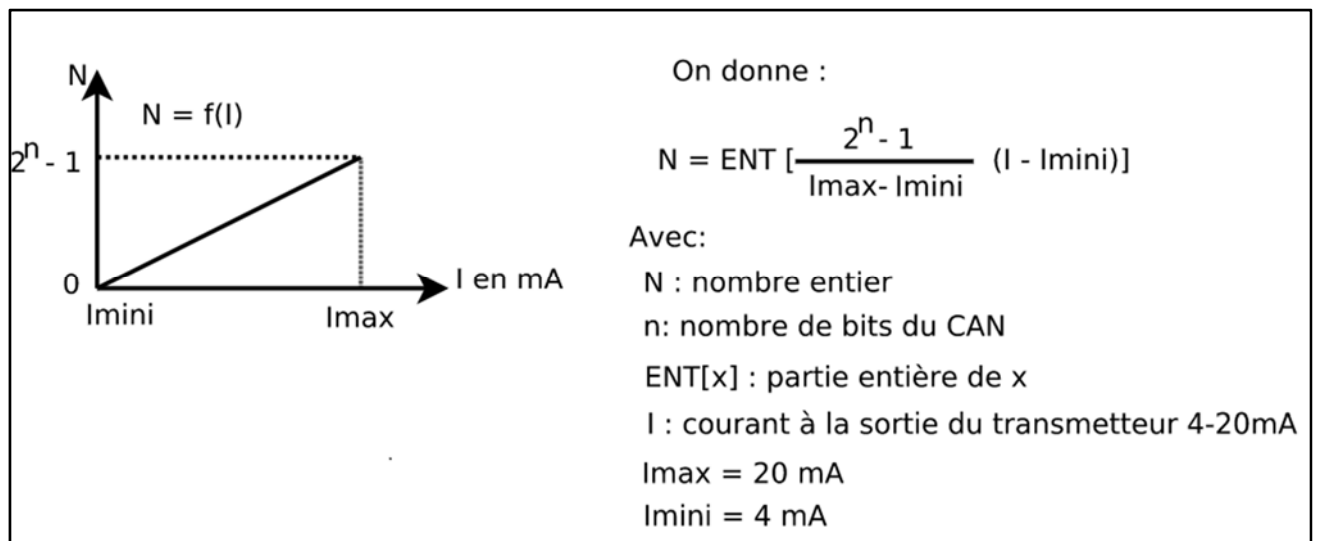 N
N = f(I)
2ⁿ - 1
0
Imini
Imax
I en mA
On donne :
N = ENT [ 2ⁿ - 1 / Imax- Imini (I - Imini)]
Avec:
N : nombre entier
n: nombre de bits du CAN
ENT[x] : partie entière de x
I : courant à la sortie du transmetteur 4-20mA
Imax = 20 mA
Imini = 4 mA